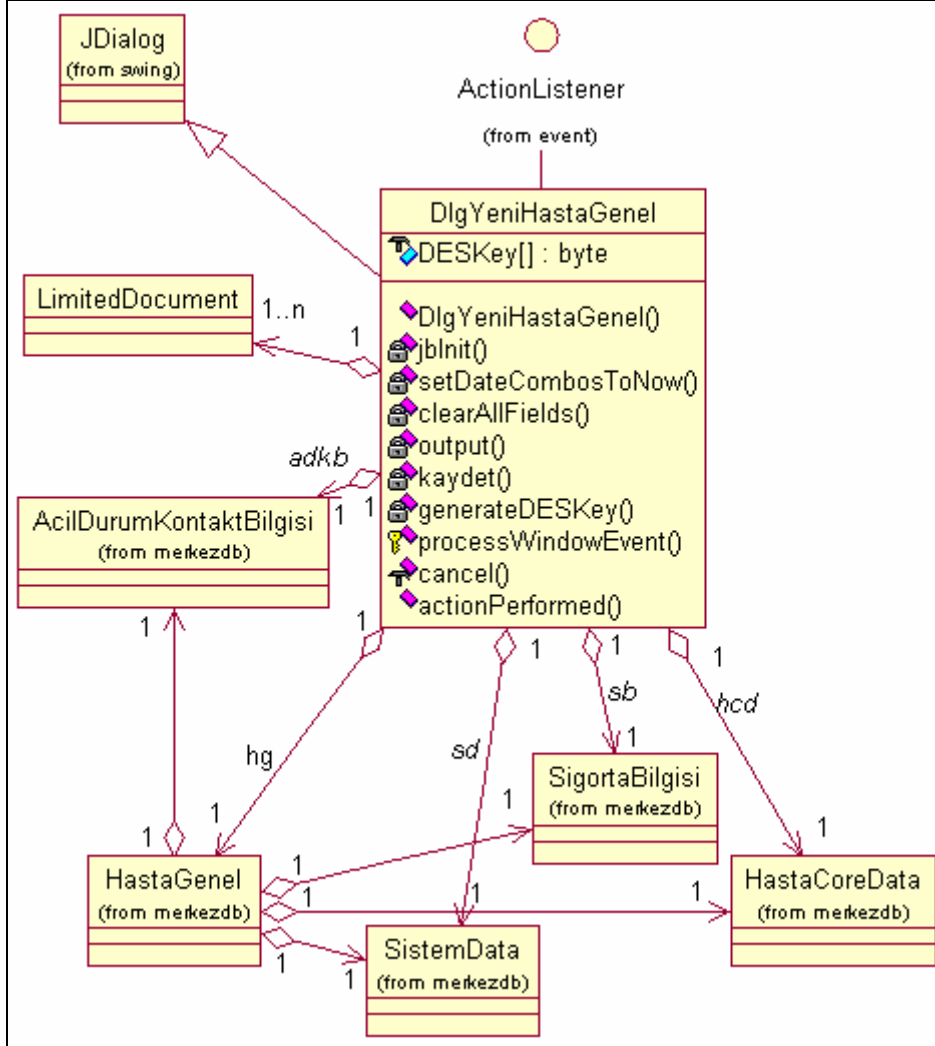 JDialog
(from swing)
ActionListener
(from event)
DlgYeniHastaGenel
DESKey[] : byte
DlgYeniHastaGenel()
jbInit()
setDateCombosToNow()
clearAllFields()
output()
kaydet()
generateDESKey()
processWindowEvent()
cancel()
actionPerformed()
LimitedDocument
1..n
1
adkb
1
1
AcilDurumKontaktBilgisi
(from merkezdb)
1
1
1
1
1
1
sb
hcd
sd
hg
1
1
SigortaBilgisi
(from merkezdb)
1
1
1
1
HastaGenel
(from merkezdb)
1
1
1
1
HastaCoreData
(from merkezdb)
1
1
SistemData
(from merkezdb)